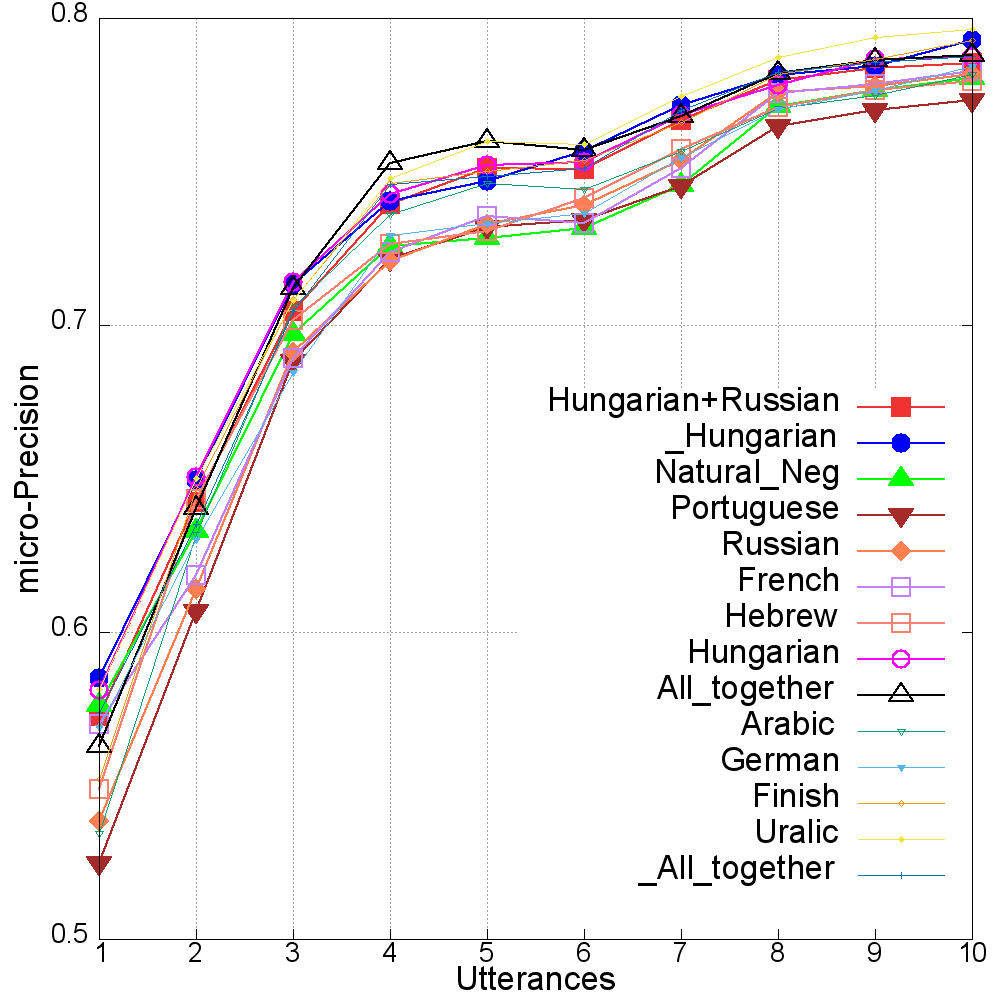 0.8
0.7
0.6
0.5
micro-Precision
Hungarian+Russian
_Hungarian
Natural_Neg
Portuguese
Russian
French
Hebrew
Hungarian
All_together
Arabic
German
Finish
Uralic
_All_together
1 2 3 4 5 6 7 8 9 10
Utterances